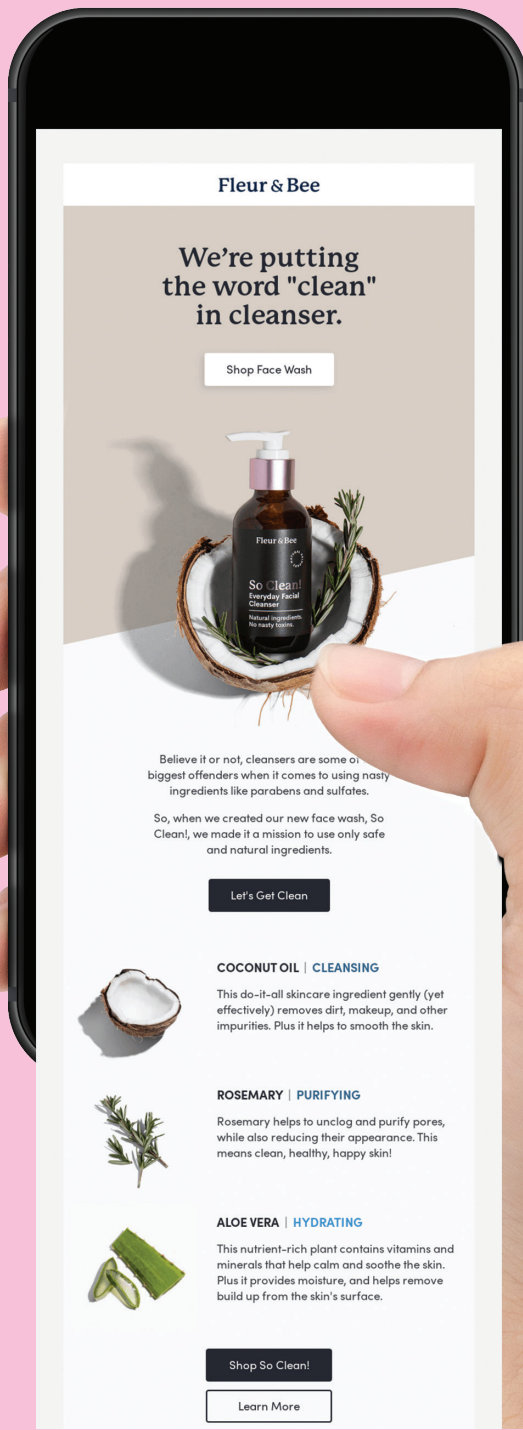 Fleur & Bee
We're putting
the word "clean"
in cleanser.
Shop Face Wash
Fleur & Bee
So Clean!
Everyday Facial
Cleanser
Natural ingredients.
No nasty toxins.
Believe it or not, cleansers are some
biggest offenders when it comes to using nasty
ingredients like parabens and sulfates.
So, when we created our new face wash, So
Clean!, we made it a mission to use only safe
and natural ingredients.
Let's Get Clean
COCONUT OIL | CLEANSING
This do-it-all skincare ingredient gently (yet
effectively) removes dirt, makeup, and other
impurities. Plus it helps to smooth the skin.
ROSEMARY | PURIFYING
Rosemary helps to unclog and purify pores,
while also reducing their appearance. This
means clean, healthy, happy skin!
ALOE VERA | HYDRATING
This nutrient-rich plant contains vitamins and
minerals that help calm and soothe the skin.
Plus it provides moisture, and helps remove
build up from the skin's surface.
Shop So Clean!
Learn More